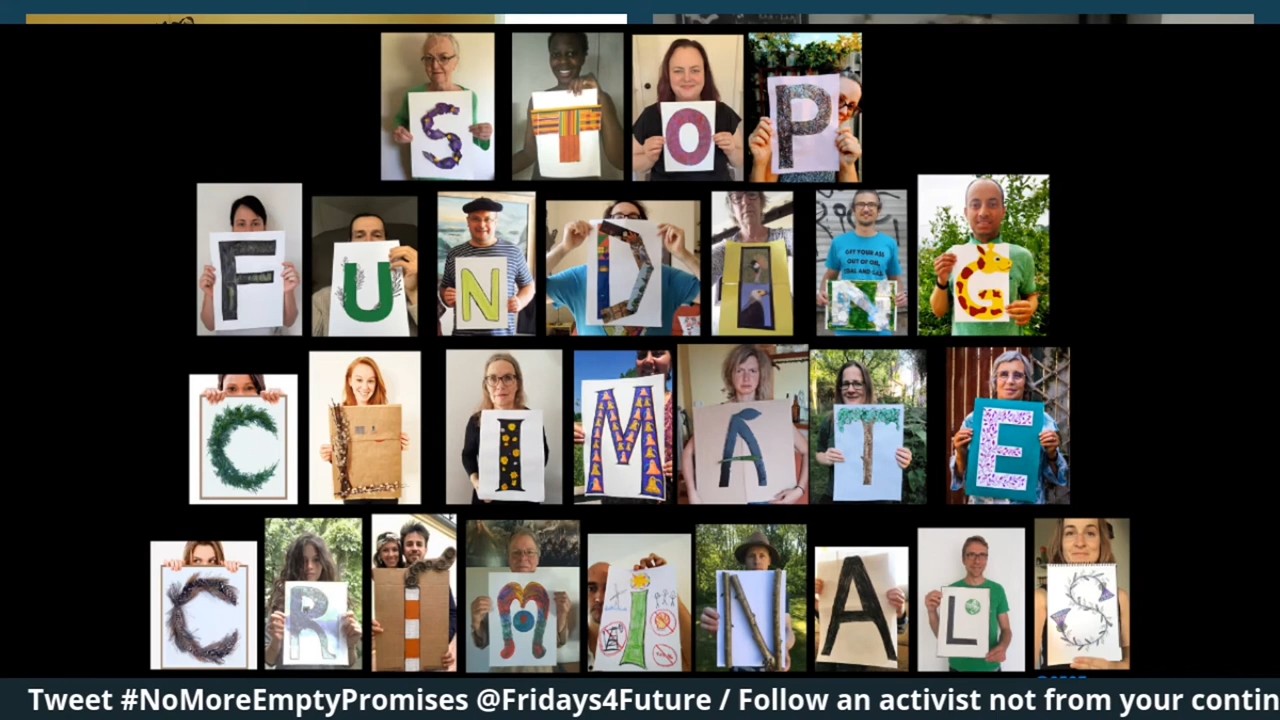 STOP
FUNDING
GET YOUR ASS
OUT OF OIL,
COAL AND GAS.
CLIMATE
CRIMINALS
Tweet #NoMoreEmptyPromises @Fridays4Future / Follow an activist not from your contin